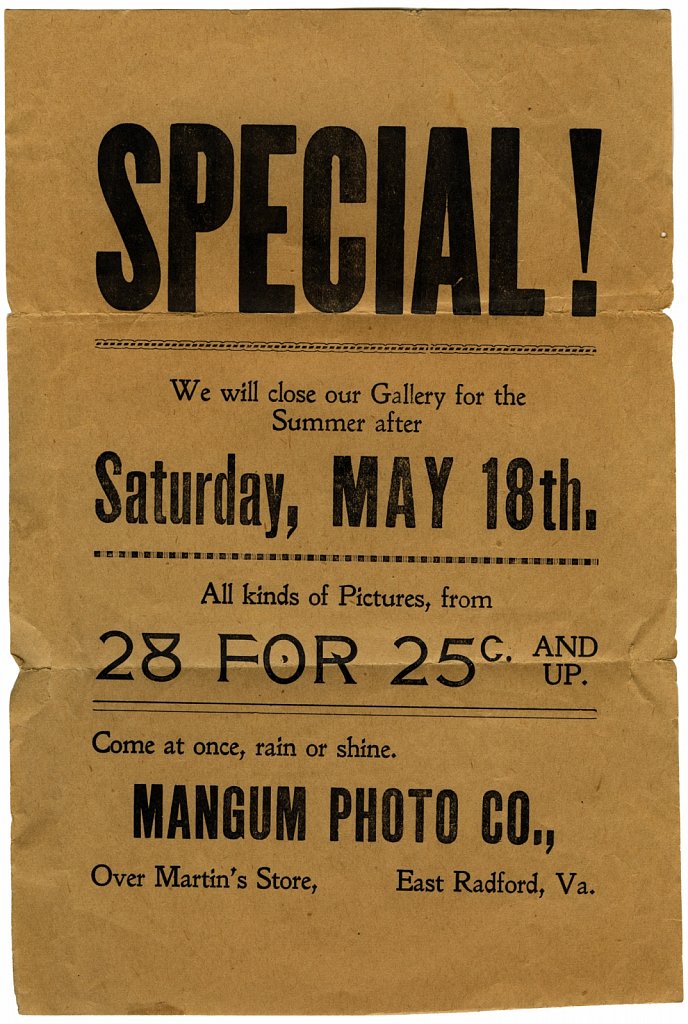 SPECIAL!
We will close our Gallery for the
Summer after
Saturday, MAY 18th.
All kinds of Pictures, from
28 FOR 25C. AND UP.
Come at once, rain or shine.
MANGUM PHOTO CO.,
Over Martin's Store, East Radford, Va.